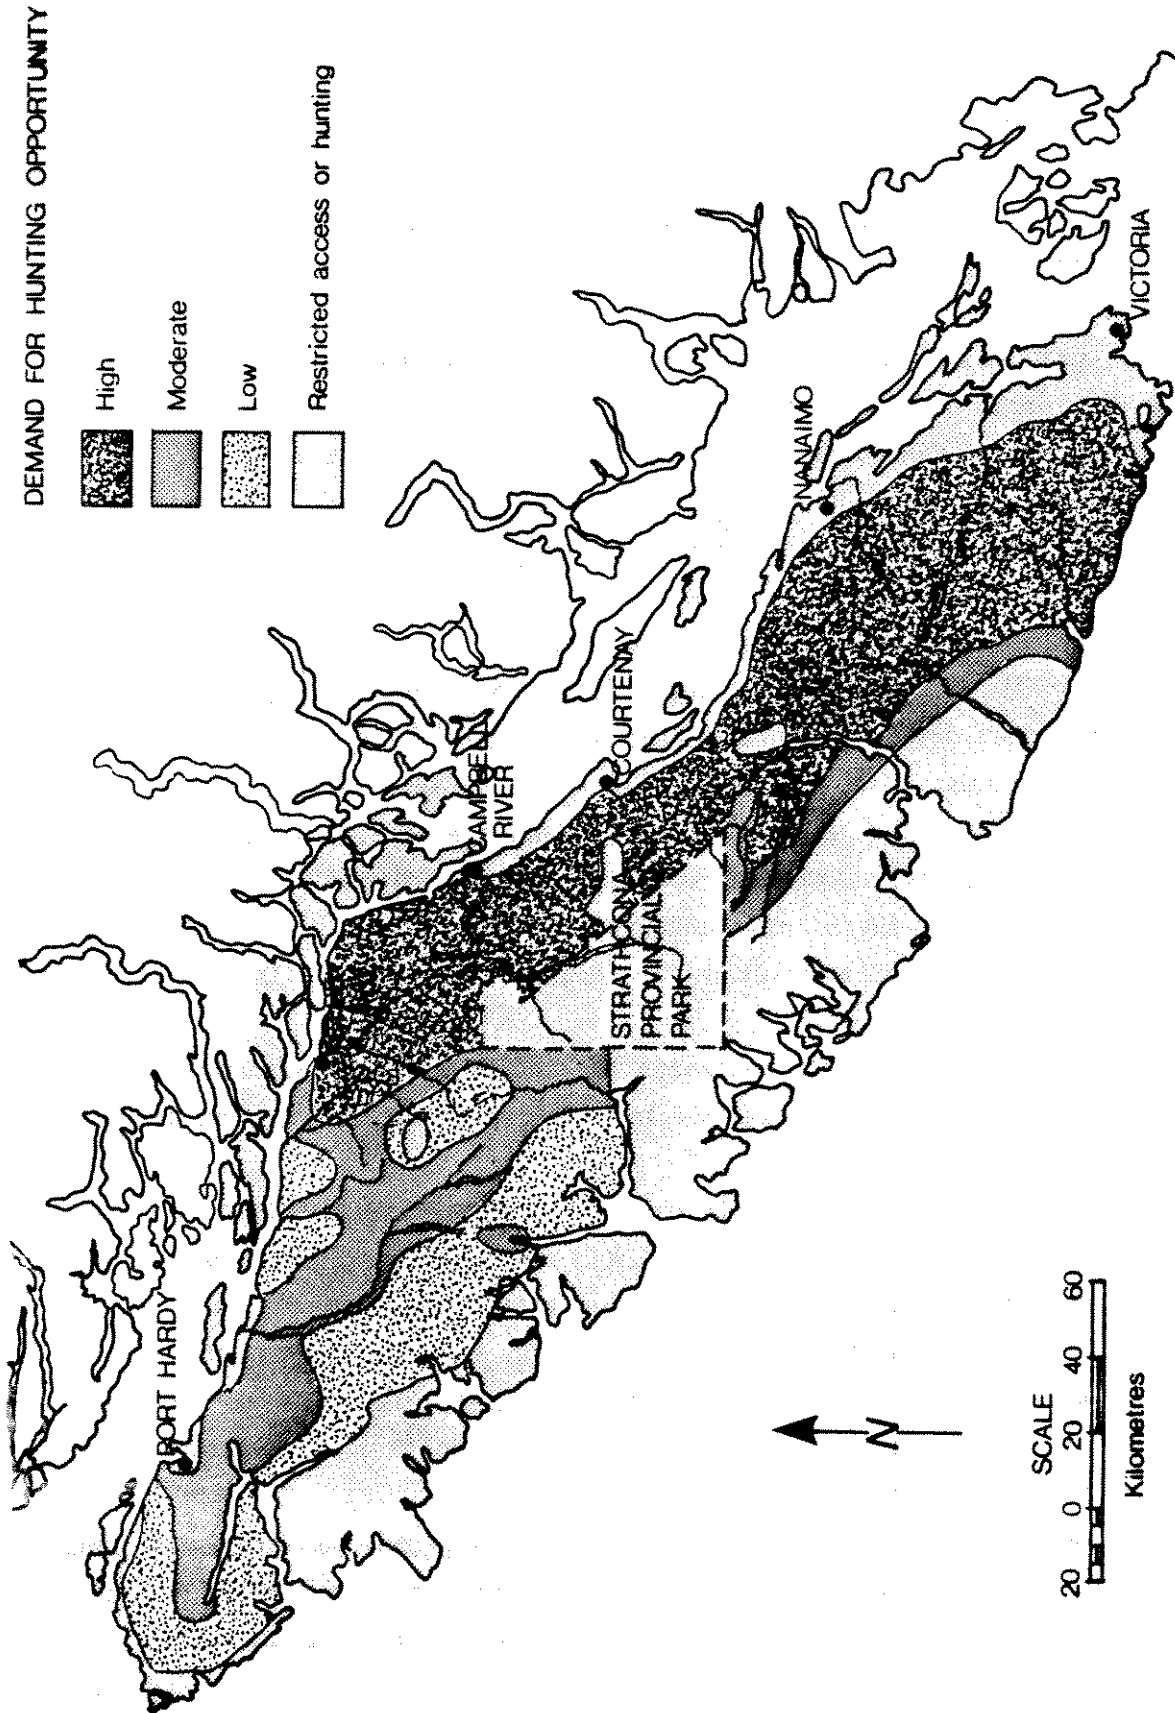 DEMAND FOR HUNTING OPPORTUNITY
High
Moderate
Low
Restricted access or hunting
PORT HARDY
CAMPBELL
RIVER
COURTENAY
STRATHCONA
PROVINCIAL
PARK
NANAIMO
VICTORIA
N
SCALE
20 0 20 40 60
Kilometres